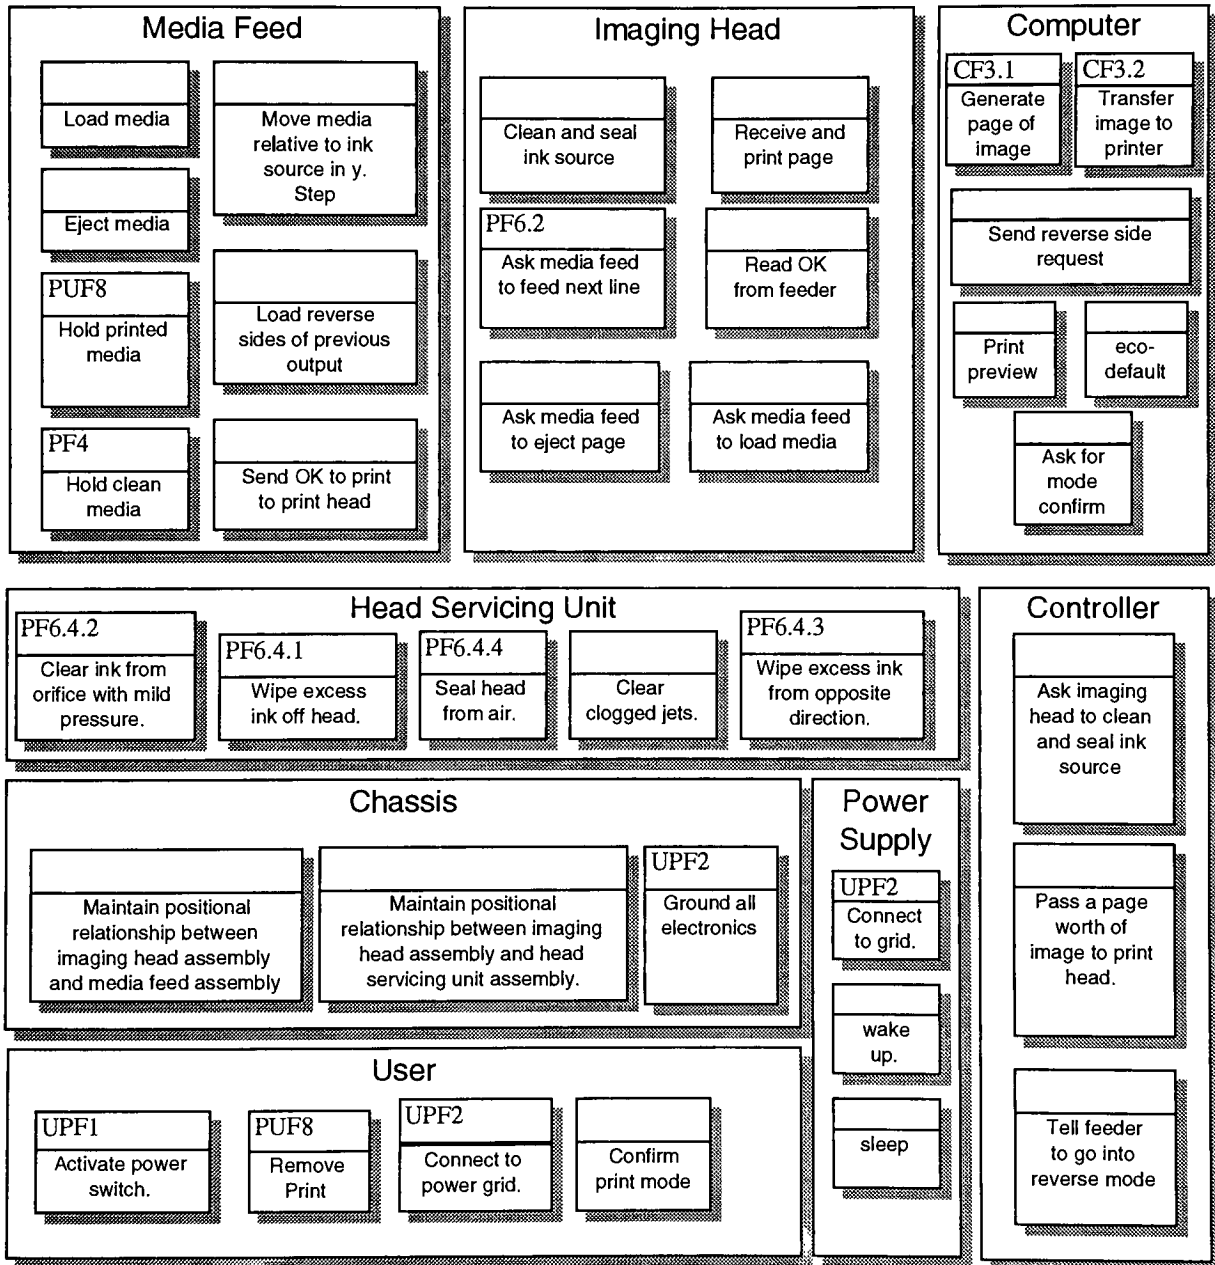 Media Feed
Load media
Move media
relative to ink
source in y.
Step
Eject media
PUF8
Hold printed
media
Load reverse
sides of previous
output
PF4
Hold clean
media
Send OK to print
to print head
Imaging Head
Clean and seal
ink source
Receive and
print page
PF6.2
Ask media feed
to feed next line
Read OK
from feeder
Ask media feed
to eject page
Ask media feed
to load media
Computer
CF3.1
Generate
page of
image
CF3.2
Transfer
image to
printer
Send reverse side
request
Print
preview
eco-
default
Ask for
mode
confirm
Head Servicing Unit
PF6.4.2
Clear ink from
orifice with mild
pressure.
PF6.4.1
Wipe excess
ink off head.
PF6.4.4
Seal head
from air.
Clear
clogged jets.
PF6.4.3
Wipe excess ink
from opposite
direction.
Controller
Ask imaging
head to clean
and seal ink
source
Pass a page
worth of
image to print
head.
Tell feeder
to go into
reverse mode
Chassis
Maintain positional
relationship between
imaging head assembly
and media feed assembly
Maintain positional
relationship between imaging
head assembly and head
servicing unit assembly.
UPF2
Ground all
electronics
Power
Supply
UPF2
Connect
to grid.
wake
up.
sleep
User
UPF1
Activate power
switch.
PUF8
Remove
Print
UPF2
Connect to
power grid.
Confirm
print mode